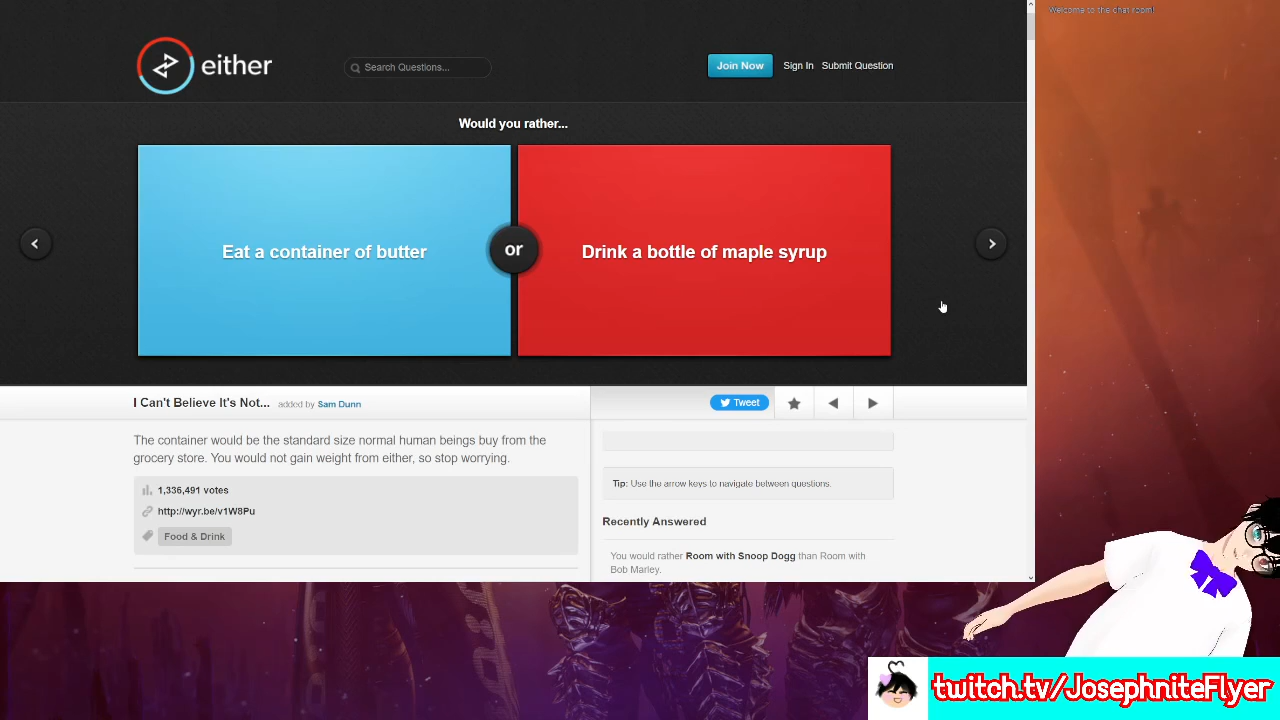 Welcome to the chat room!
either
Search Questions...
Join Now
Sign In
Submit Question
Would you rather...
Eat a container of butter
or
Drink a bottle of maple syrup
I Can't Believe It's Not... added by Sam Dunn
Tweet
The container would be the standard size normal human beings buy from the
grocery store. You would not gain weight from either, so stop worrying.
1,336,491 votes
http://wyr.be/v1W8Pu
Food & Drink
Tip: Use the arrow keys to navigate between questions.
Recently Answered
You would rather Room with Snoop Dogg than Room with
Bob Marley.
twitch.tv/JosephniteFlyer